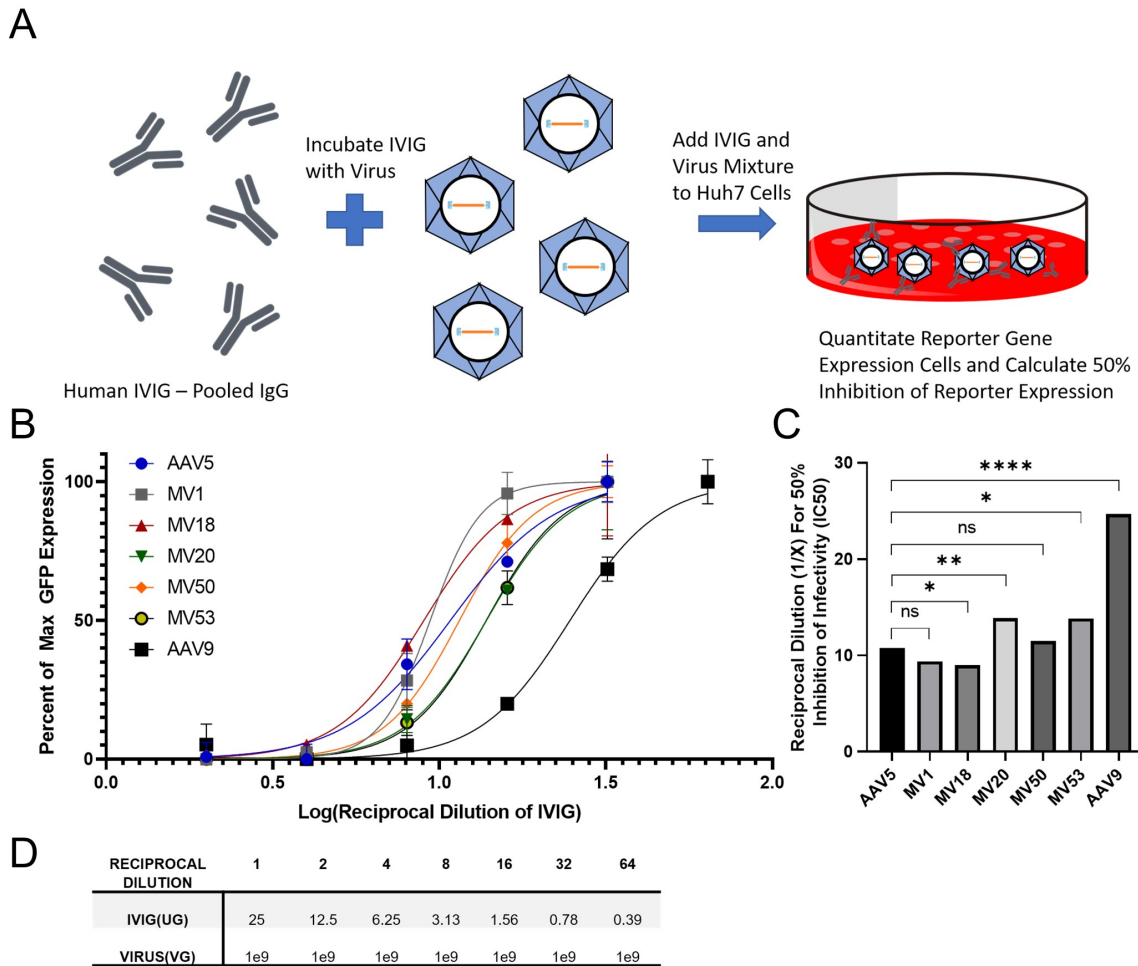 A
Incubate IVIG
with Virus
Add IVIG and
Virus Mixture
to Huh7 Cells
Human IVIG – Pooled IgG
Quantitate Reporter Gene
Expression Cells and Calculate 50%
Inhibition of Reporter Expression
B
Percent of Max GFP Expression
100
50
0
AAV5
MV1
MV18
MV20
MV50
MV53
AAV9
0.0
0.5
1.0
1.5
2.0
Log(Reciprocal Dilution of IVIG)
C
Reciprocal Dilution (1/X) For 50%
Inhibition of Infectivity (IC50)
30
20
10
0
****
*
ns
**
*
ns
AAV5
MV1
MV18
MV20
MV50
MV53
AAV9
D
RECIPROCAL DILUTION 1 2 4 8 16 32 64
IVIG(UG) 25 12.5 6.25 3.13 1.56 0.78 0.39
VIRUS(VG) 1e9 1e9 1e9 1e9 1e9 1e9 1e9